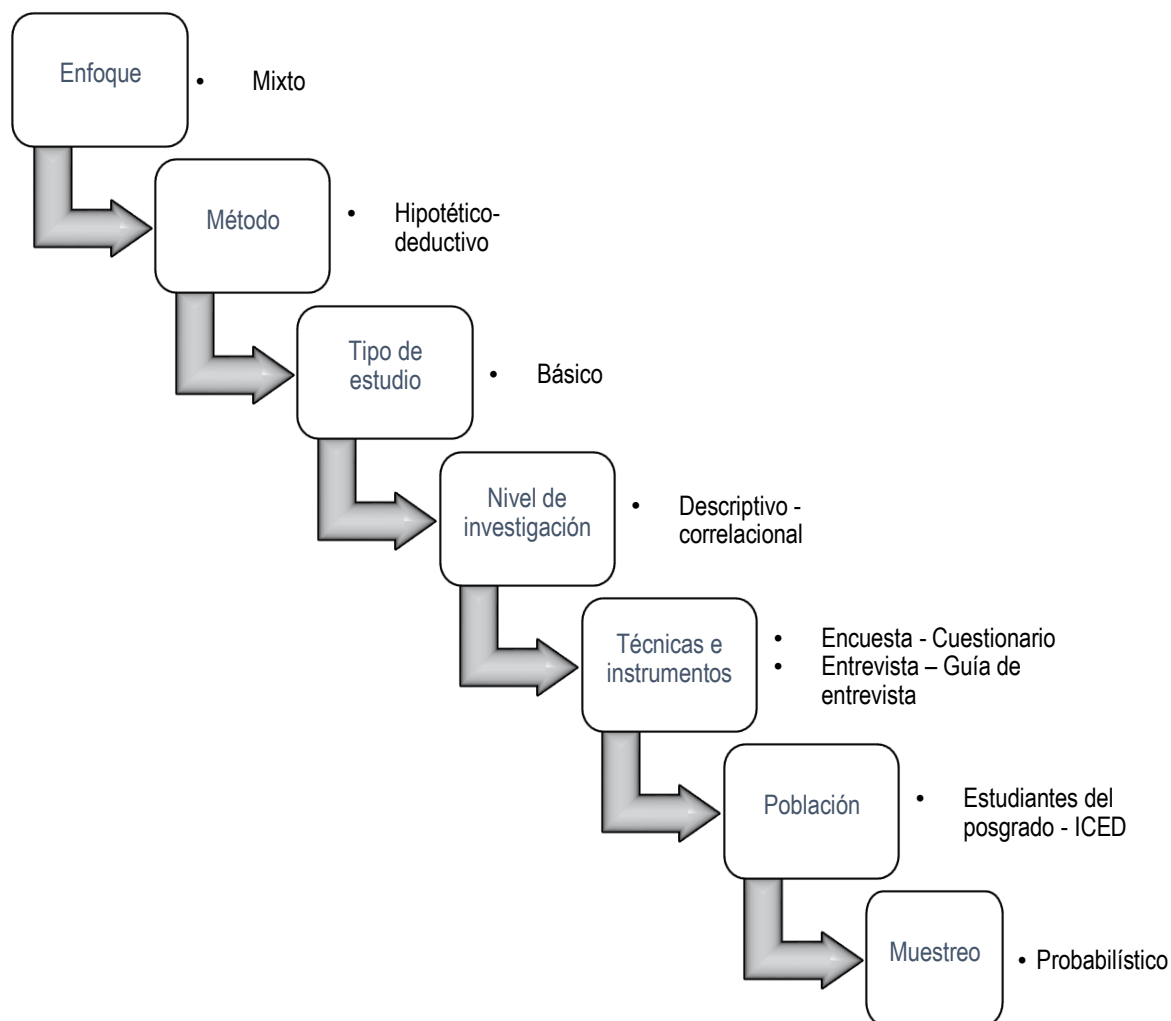 Enfoque
• Mixto
Método
• Hipotético-
deductivo
Tipo de
estudio
• Básico
Nivel de
investigación
• Descriptivo -
correlacional
Técnicas e
instrumentos
• Encuesta - Cuestionario
• Entrevista – Guía de
entrevista
Población
• Estudiantes del
posgrado - ICED
Muestreo
• Probabilístico